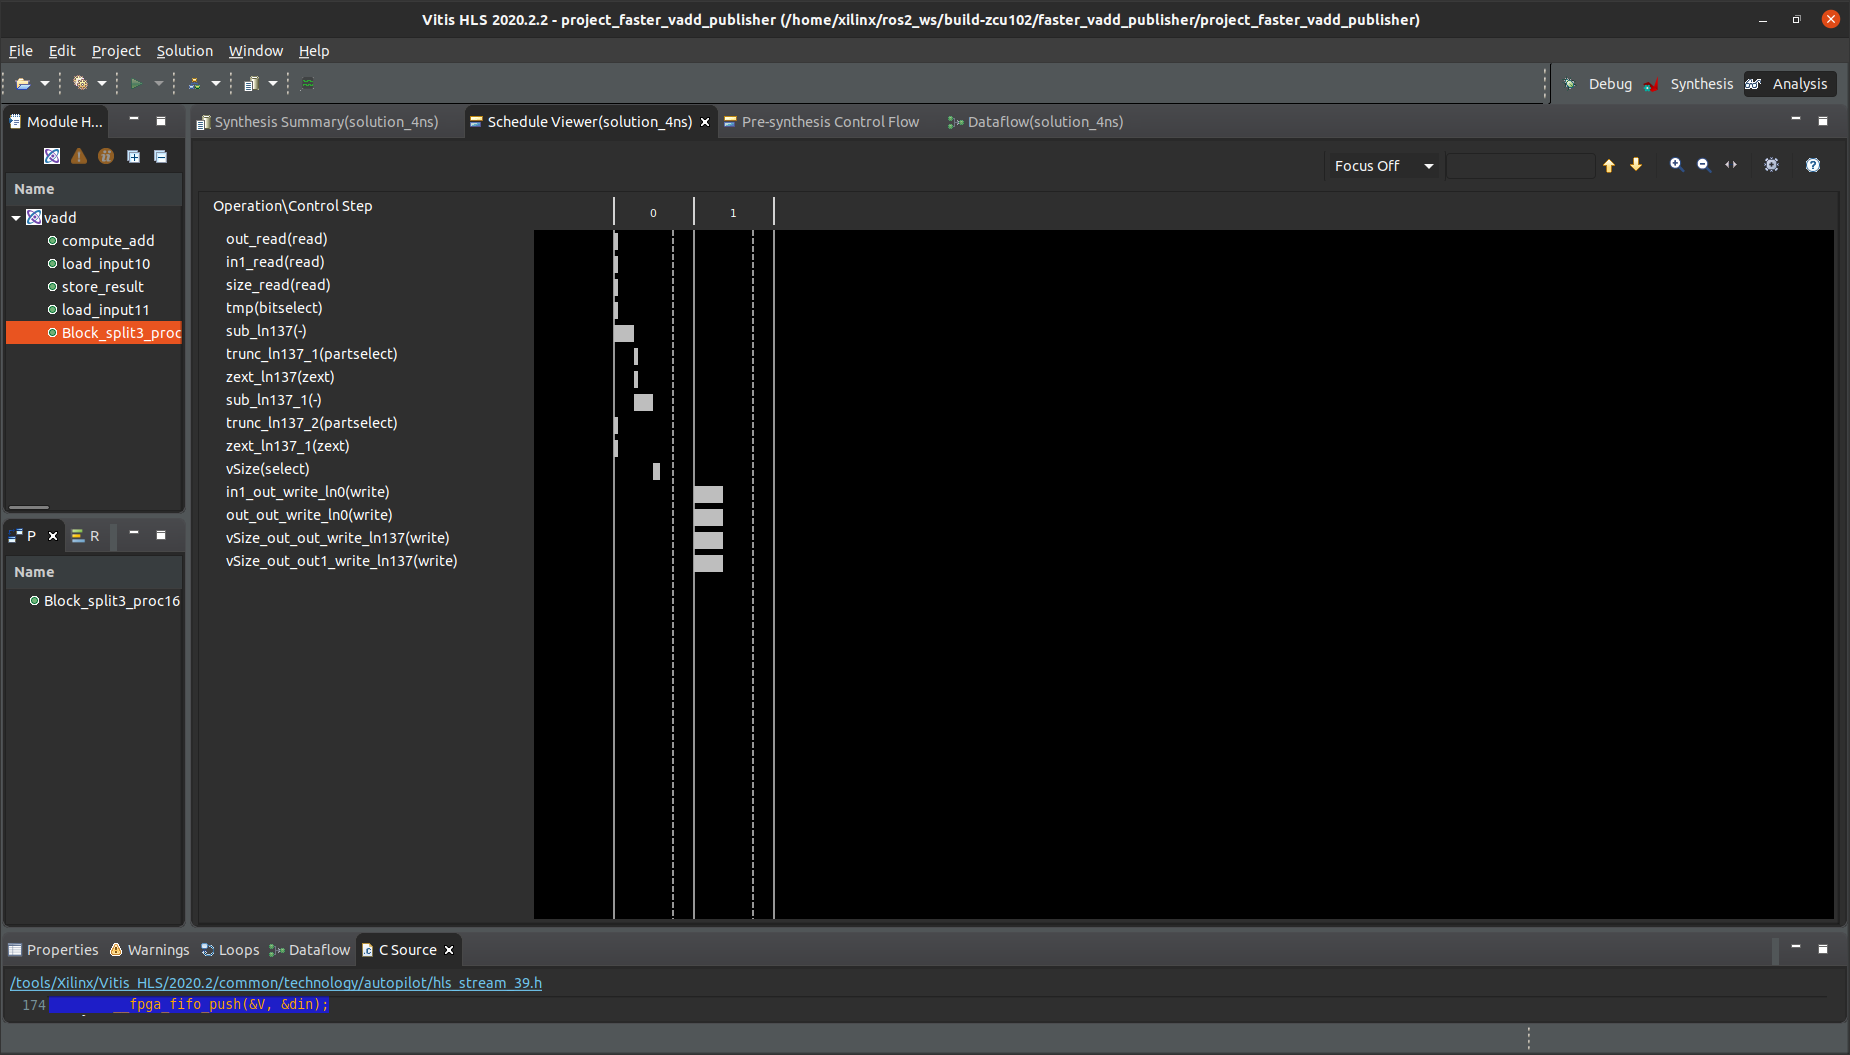 Vitis HLS 2020.2.2 - project_faster_vadd_publisher (/home/xilinx/ros2_ws/build-zcu102/faster_vadd_publisher/project_faster_vadd_publisher)
File Edit Project Solution Window Help
Debug Synthesis Analysis
Module H...
Synthesis Summary(solution_4ns) Schedule Viewer(solution_4ns) Pre-synthesis Control Flow Dataflow(solution_4ns)
Focus Off
Name
vadd
compute_add
load_input10
store_result
load_input11
Block_split3_proc
P R
Name
Block_split3_proc16
Operation\Control Step
0 1
out_read(read)
in1_read(read)
size_read(read)
tmp(bitselect)
sub_ln137(-)
trunc_ln137_1(partselect)
zext_ln137(zext)
sub_ln137_1(-)
trunc_ln137_2(partselect)
zext_ln137_1(zext)
vSize(select)
in1_out_write_ln0(write)
out_out_write_ln0(write)
vSize_out_out_write_ln137(write)
vSize_out_out1_write_ln137(write)
Properties Warnings Loops Dataflow C Source
/tools/Xilinx/Vitis_HLS/2020.2/common/technology/autopilot/hls_stream_39.h
174 __fpga_fifo_push(&V, &din);